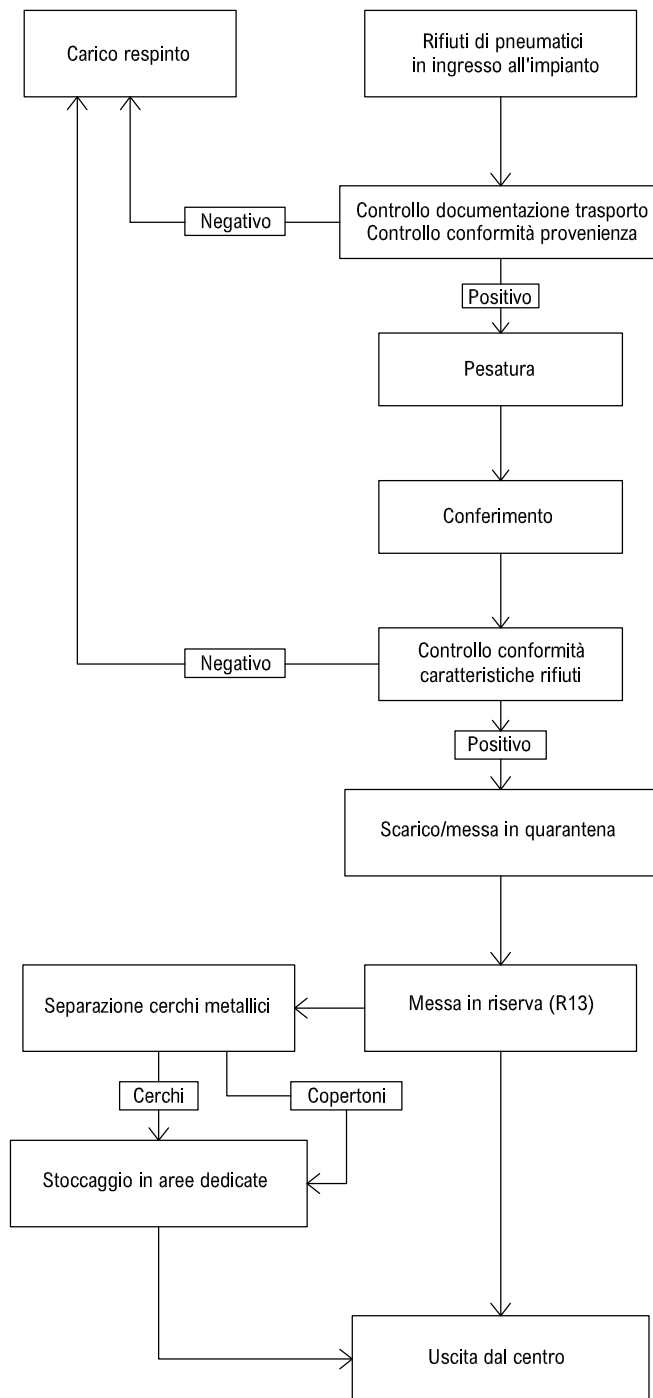 Carico respinto
Rifiuti di pneumatici
in ingresso all'impianto
Negativo
Controllo documentazione trasporto
Controllo conformità provenienza
Positivo
Pesatura
Conferimento
Negativo
Controllo conformità
caratteristiche rifiuti
Positivo
Scarico/messa in quarantena
Separazione cerchi metallici
Messa in riserva (R13)
Cerchi
Copertoni
Stoccaggio in aree dedicate
Uscita dal centro